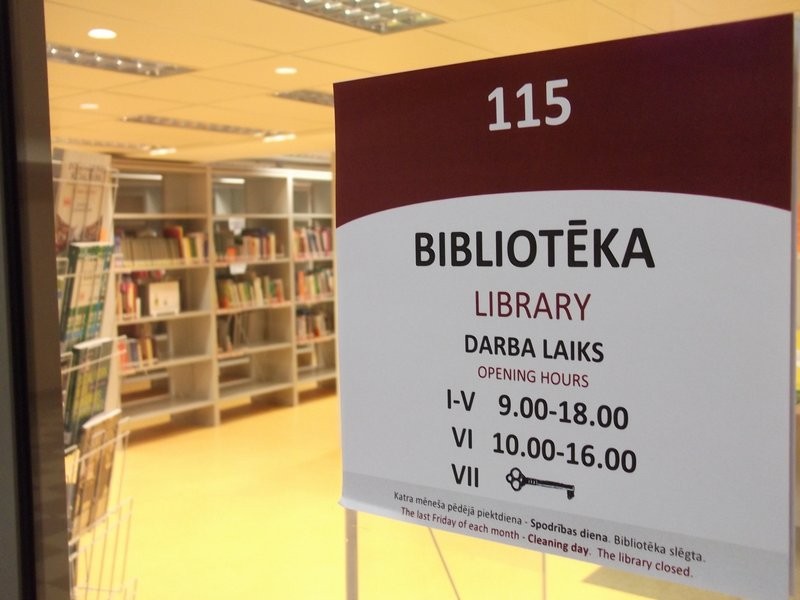 115
BIBLIOTĒKA
LIBRARY
DARBA LAIKS
OPENING HOURS
I-V 9.00-18.00
VI 10.00-16.00
VII
Katra mēneša pēdējā piektdiena - Spodrības diena. Bibliotēka slēgta.
The last Friday of each month - Cleaning day. The library closed.